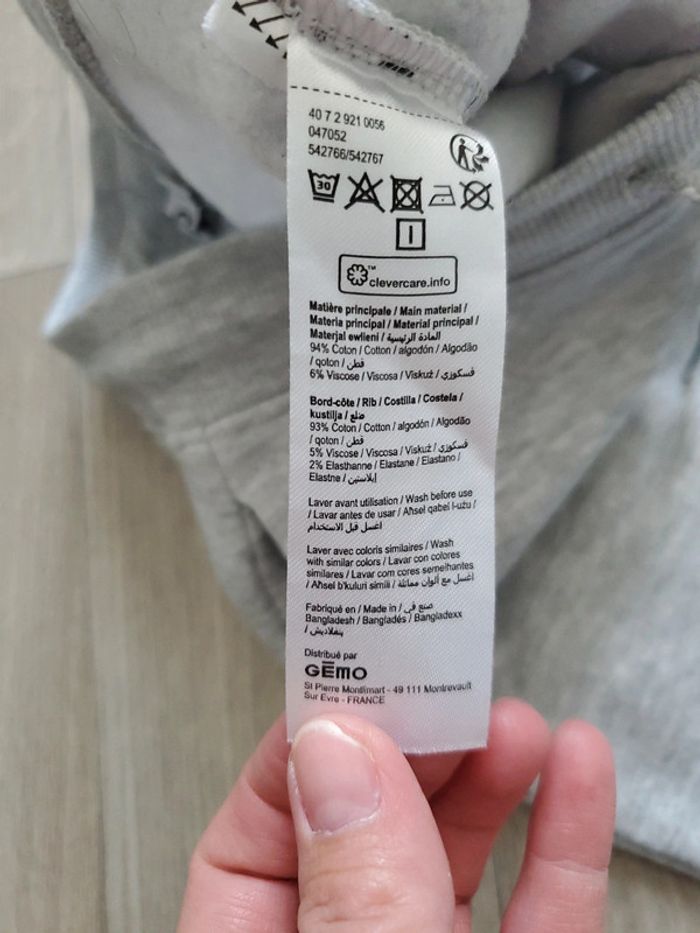 40 7 2 921 0056
047052
542766/542767
30
clevercare.info
Matière principale / Main material /
Materia principal / Material principal /
Materjal ewlieni / المادة الرئيسية
94% Coton / Cotton / algodón / Algodão
/ qoton / قطن
6% Viscose / Viscosa / Viskuż / فسكوزي
Bord-côte / Rib / Costilla / Costela /
kustilja / ضلع
93% Coton / Cotton / algodón / Algodão
/ qoton / قطن
5% Viscose / Viscosa / Viskuż / فسكوزي
2% Elasthanne / Elastane / Elastano /
Elastne / إيلاستين
Laver avant utilisation / Wash before use
/ Lavar antes de usar / Aħsel qabel l-użu /
اغسل قبل الاستخدام
Laver avec coloris similaires / Wash
with similar colors / Lavar con colores
similares / Lavar com cores semelhantes
/ Aħsel b'kuluri simili / اغسل مع ألوان مماثلة
Fabriqué en / Made in / صنع في
Bangladesh / Bangladés / Bangladexx
/ بنغلاديش
Distribué par
GĒMO
St Pierre Montlimart - 49 111 Montrevault
Sur Evre - FRANCE